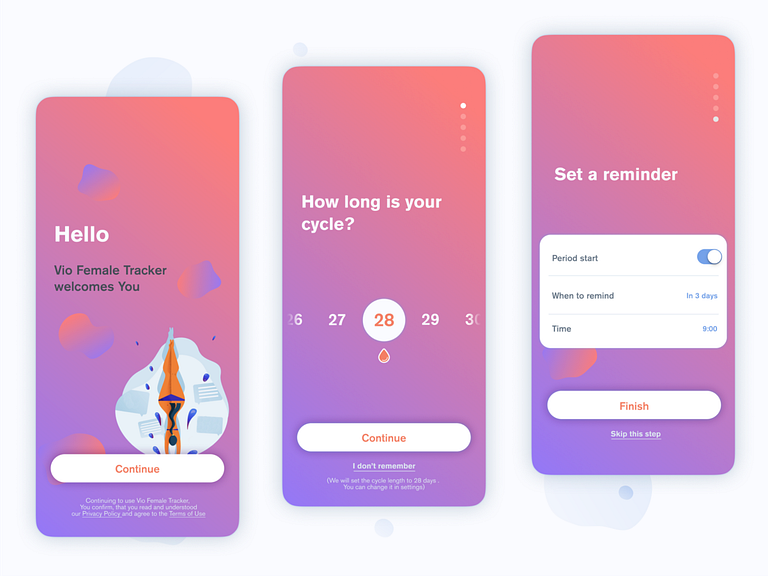 Hello
Vio Female Tracker
welcomes You
Continue
Continuing to use Vio Female Tracker,
You confirm, that you read and understood
our Privacy Policy and agree to the Terms of Use
How long is your
cycle?
26 27 28 29 30
Continue
I don't remember
(We will set the cycle length to 28 days.
You can change it in settings)
Set a reminder
Period start
When to remind In 3 days
Time 9:00
Finish
Skip this step